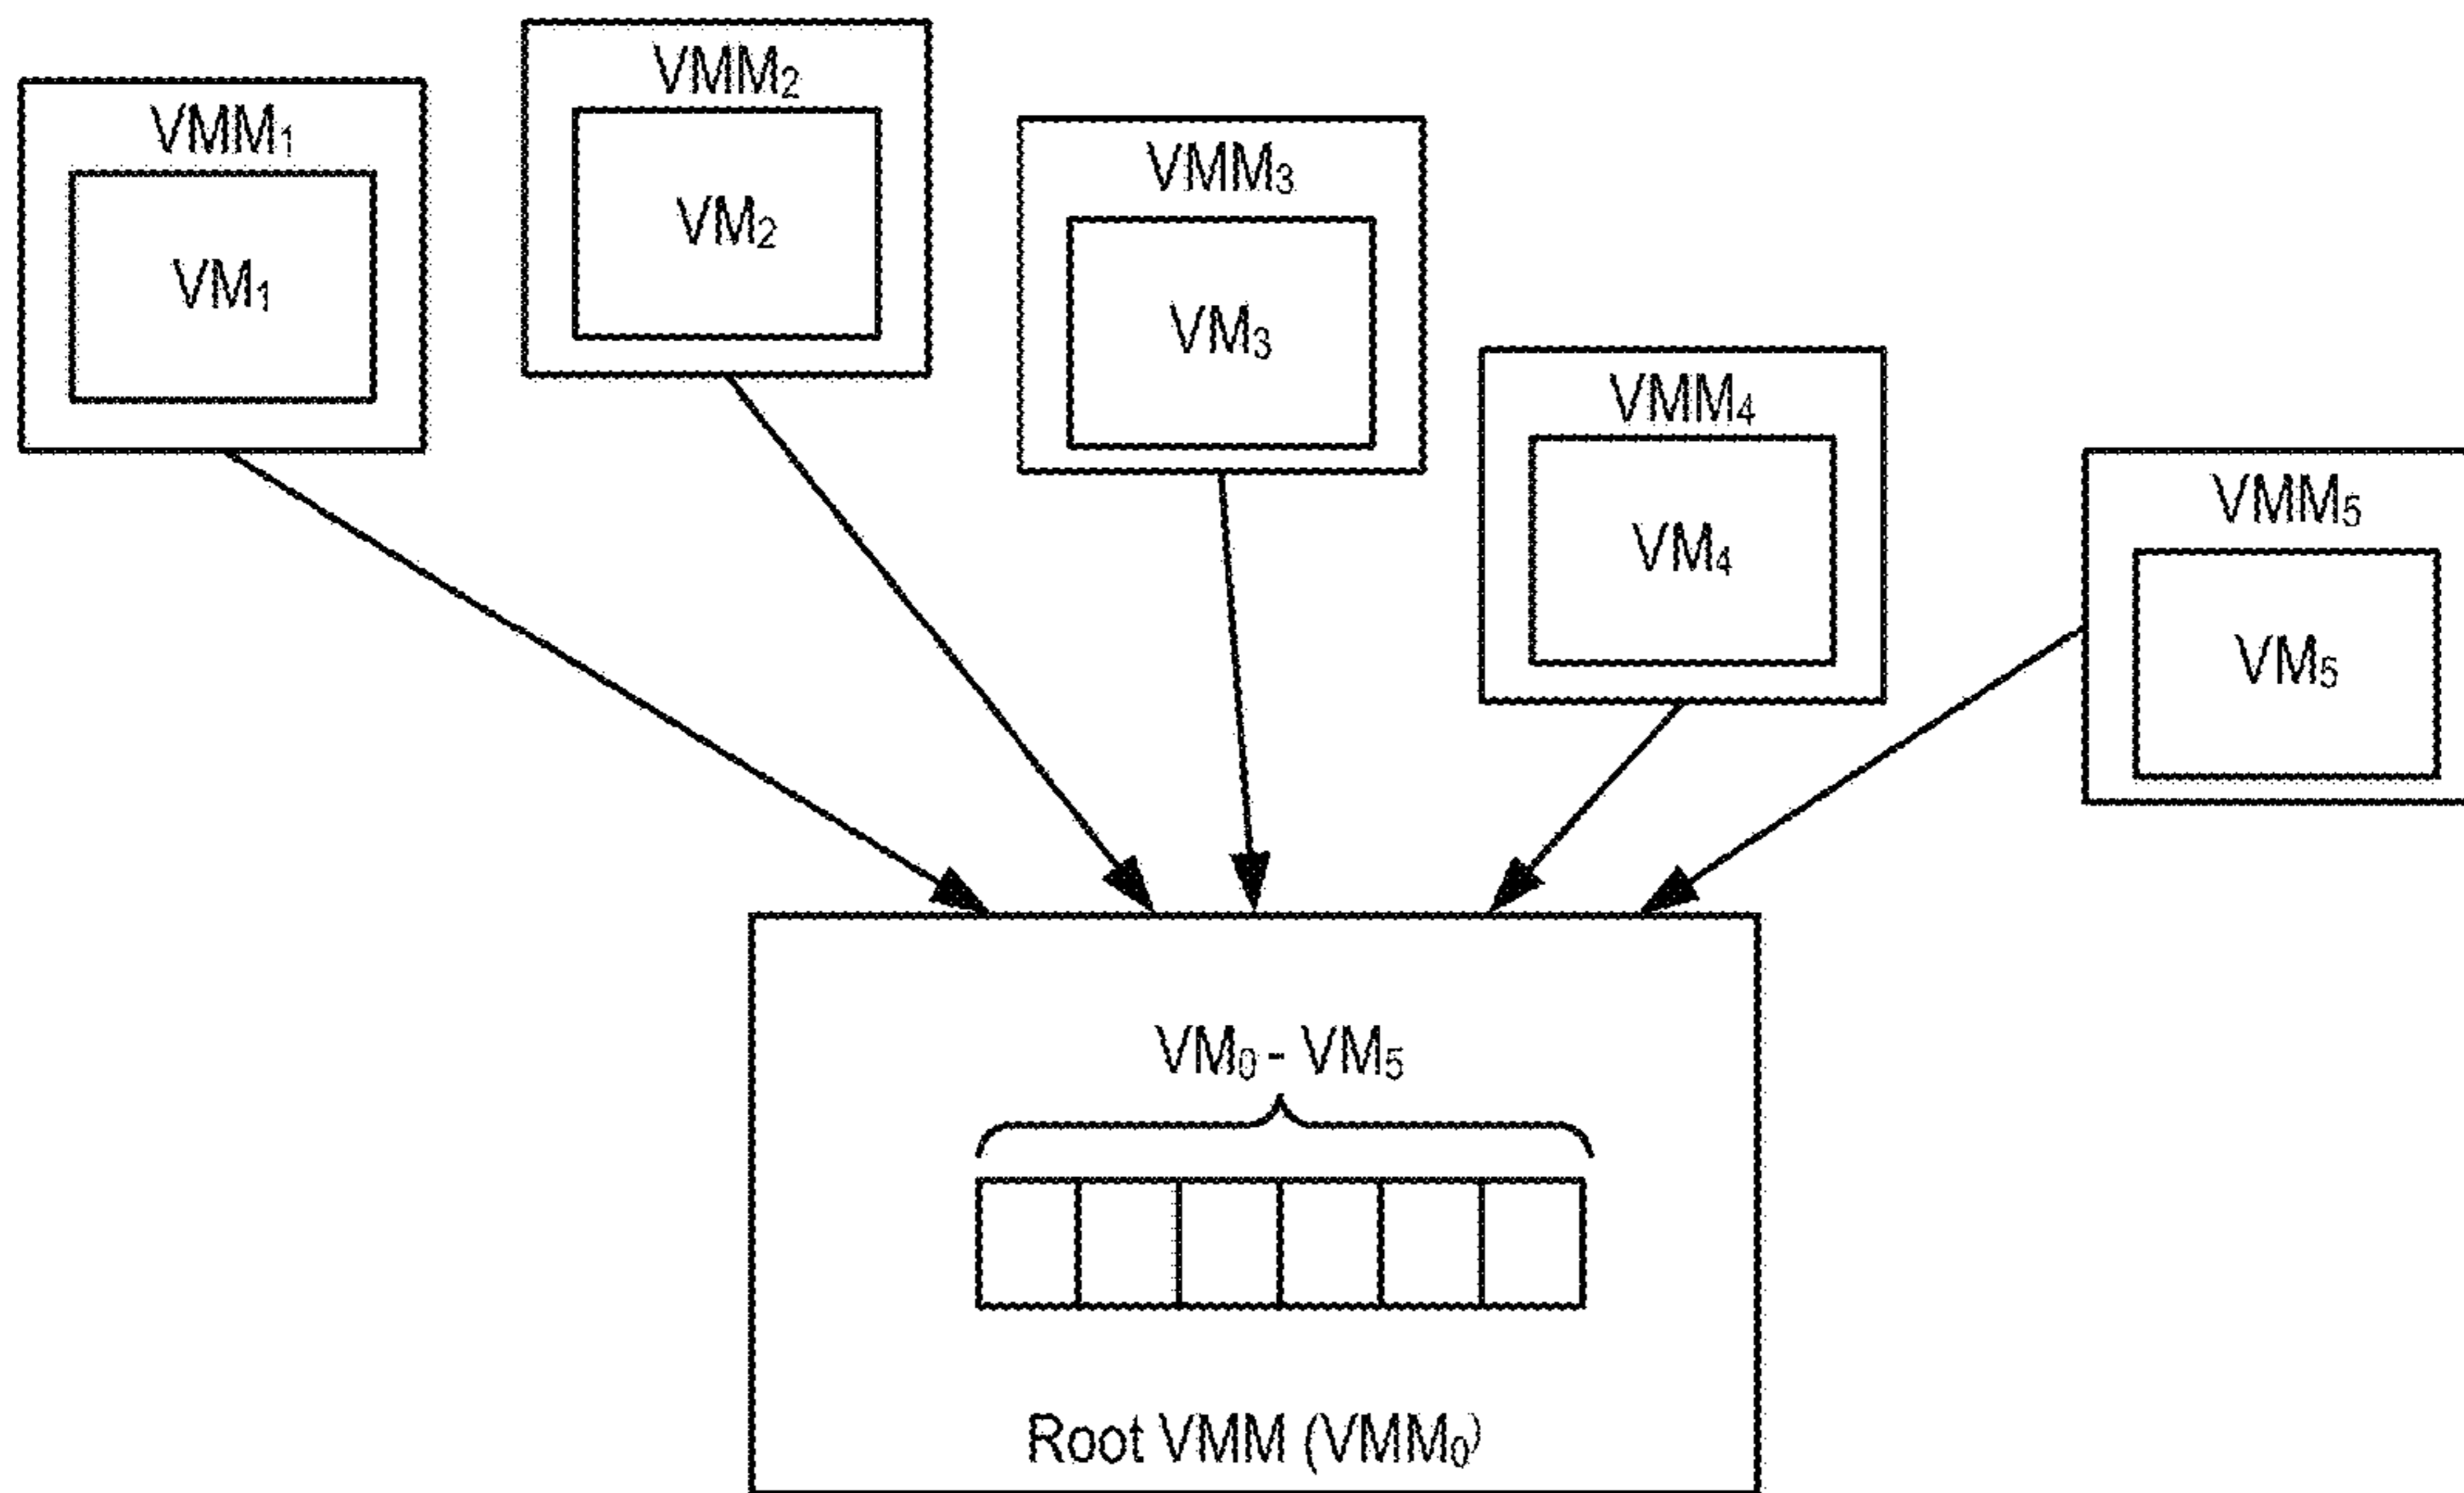 VMM₁
VM₁
VMM₂
VM₂
VMM₃
VM₃
VMM₄
VM₄
VMM₅
VM₅
VM₀ - VM₅
Root VMM (VMM₀)